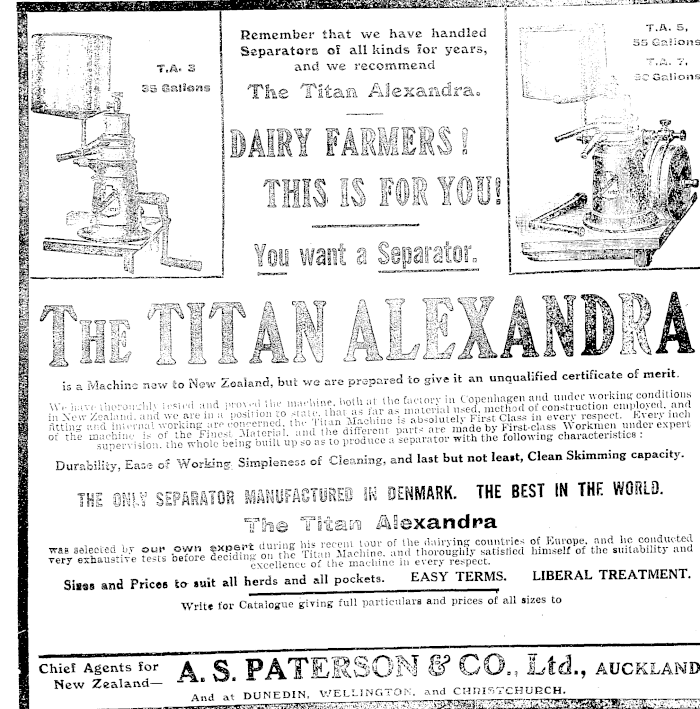 T.A. 3
35 Gallons
Remember that we have handled
Separators of all kinds for years,
and we recommend
The Titan Alexandra.
DAIRY FARMERS!
THIS IS FOR YOU!
You want a Separator.
T.A. 5,
55 Gallons
T.A. 7,
Gallons
THE TITAN ALEXANDRA
is a Machine new to New Zealand, but we are prepared to give it an unqualified certificate of merit.
We have thoroughly tested and proved the machine, both at the factory in Copenhagen and under working conditions
in New Zealand, and we are in a position to state, that as far as material used, method of construction employed, and
fitting and internal working are concerned, the Titan Machine is absolutely First Class in every respect. Every inch
of the machine is of the Finest Material, and the different parts are made by First-class Workmen under expert
supervision, the whole being built up so as to produce a separator with the following characteristics:
Durability, Ease of Working, Simpleness of Cleaning, and last but not least, Clean Skimming capacity.
THE ONLY SEPARATOR MANUFACTURED IN DENMARK. THE BEST IN THE WORLD.
The Titan Alexandra
was selected by our own expert during his recent tour of the dairying countries of Europe, and he conducted
very exhaustive tests before deciding on the Titan Machine, and thoroughly satisfied himself of the suitability and
excellence of the machine in every respect.
Sizes and Prices to suit all herds and all pockets. EASY TERMS. LIBERAL TREATMENT.
Write for Catalogue giving full particulars and prices of all sizes to
Chief Agents for
New Zealand—
A. S. PATERSON & CO., Ltd., AUCKLAND
And at DUNEDIN, WELLINGTON, and CHRISTCHURCH.